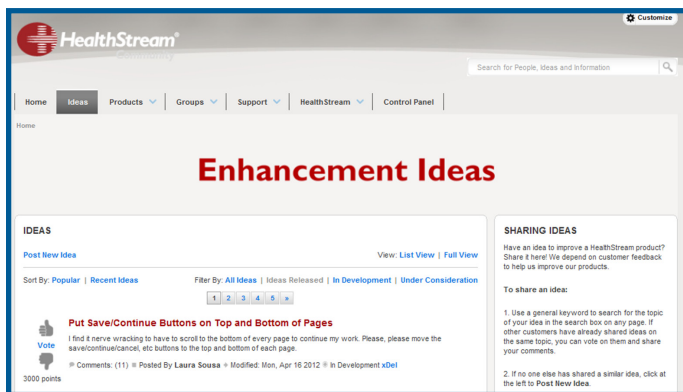 Customize
HealthStream®
Community
Search for People, Ideas and Information
Home Ideas Products Groups Support HealthStream Control Panel
Home
Enhancement Ideas
IDEAS
Post New Idea View: List View | Full View
Sort By: Popular | Recent Ideas Filter By: All Ideas | Ideas Released | In Development | Under Consideration
1 2 3 4 5 »
Put Save/Continue Buttons on Top and Bottom of Pages
I find it nerve wracking to have to scroll to the bottom of every page to continue my work. Please, please move the
save/continue/cancel, etc buttons to the top and bottom of each page.
Vote
Comments: (11) Posted By Laura Sousa Modified: Mon, Apr 16 2012 In Development xDel
3000 points
SHARING IDEAS
Have an idea to improve a HealthStream product?
Share it here! We depend on customer feedback
to help us improve our products.
To share an idea:
1. Use a general keyword to search for the topic
of your idea in the search box on any page. If
other customers have already shared ideas on
the same topic, you can vote on them and share
your comments.
2. If no one else has shared a similar idea, click at
the left to Post New Idea.